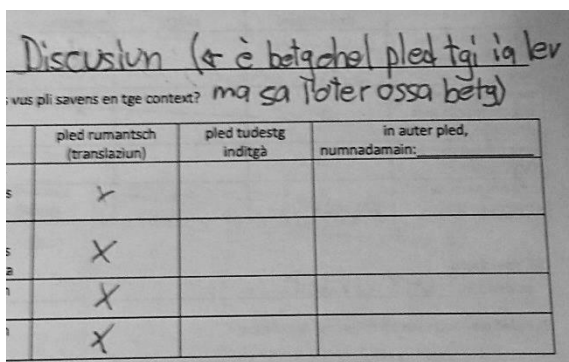 Discusiun (&  è betg chel pled tgi ia lev
s vus pli savens en tge context? ma sa l'oter ossa betg)
pled rumantsch pled tudestg in auter pled,
(translaziun) inditgà numnadamain:
s X
s X
a
n X
n X